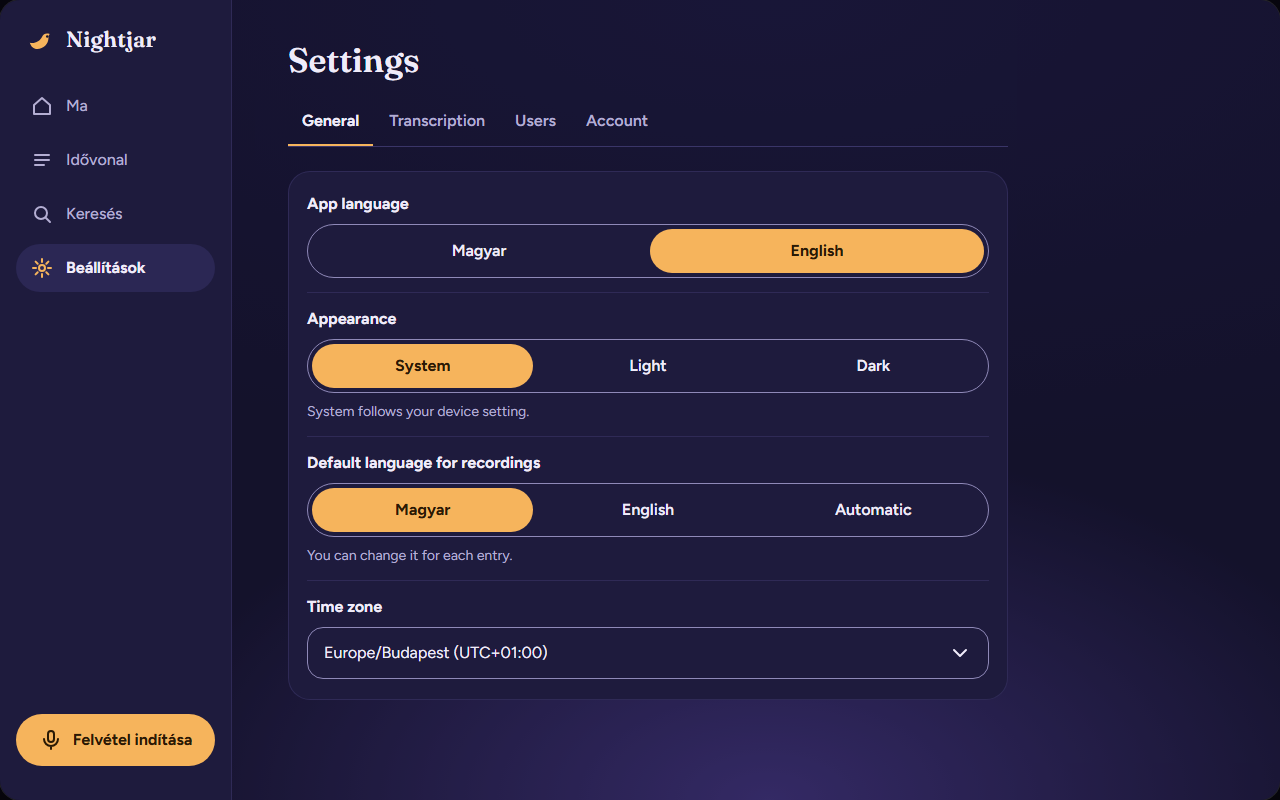 Nightjar
Ma
Idővonal
Keresés
Beállítások
Felvétel indítása
Settings
General
Transcription
Users
Account
App language
Magyar
English
Appearance
System
Light
Dark
System follows your device setting.
Default language for recordings
Magyar
English
Automatic
You can change it for each entry.
Time zone
Europe/Budapest (UTC+01:00)